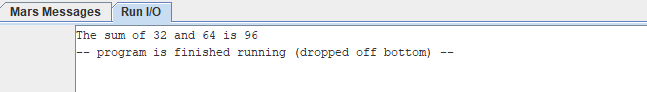 Mars Messages Run I/O
The sum of 32 and 64 is 96
-- program is finished running (dropped off bottom) --